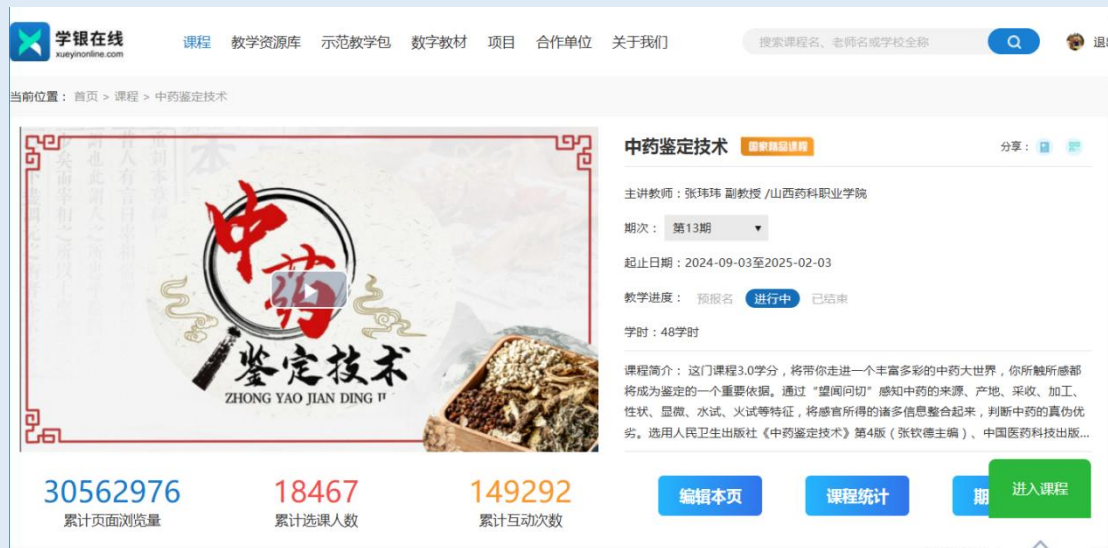 学银在线
xueyinonline.com
课程 教学资源库 示范教学包 数字教材 项目 合作单位 关于我们
搜索课程名、老师名或学校全称
当前位置： 首页 > 课程 > 中药鉴定技术
中药
鉴定技术
ZHONG YAO JIAN DING
中药鉴定技术 国家精品课程
分享：
主讲教师：张玮玮 副教授 /山西药科职业学院
期次： 第13期
起止日期：2024-09-03至2025-02-03
教学进度： 预报名 进行中 已结束
学时：48学时
课程简介： 这门课程3.0学分，将带你走进一个丰富多彩的中药大世界，你所触所感都
将成为鉴定的一个重要依据。通过“望闻问切”感知中药的来源、产地、采收、加工、
性状、显微、水试、火试等特征，将感官所得的诸多信息整合起来，判断中药的真伪优
劣。选用人民卫生出版社《中药鉴定技术》第4版（张钦德主编）、中国医药科技出版...
30562976
累计页面浏览量
18467
累计选课人数
149292
累计互动次数
编辑本页
课程统计
期
进入课程